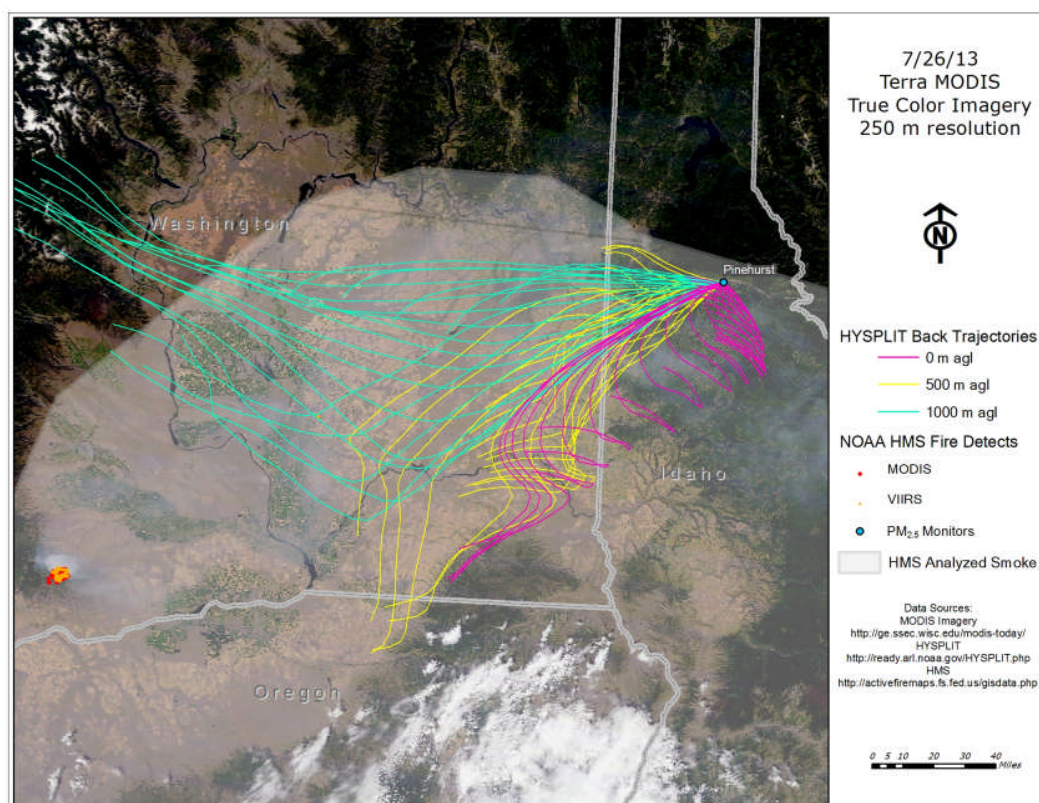 7/26/13
Terra MODIS
True Color Imagery
250 m resolution
N
Washington
Pinehurst
Idaho
Oregon
HYSPLIT Back Trajectories
0 m agl
500 m agl
1000 m agl
NOAA HMS Fire Detects
MODIS
VIIRS
PM2.5 Monitors
HMS Analyzed Smoke
Data Sources:
MODIS Imagery
http://ge.ssec.wisc.edu/modis-today/
HYSPLIT
http://ready.arl.noaa.gov/HYSPLIT.php
HMS
http://activefiremaps.fs.fed.us/gisdata.php
0 5 10 20 30 40
Miles